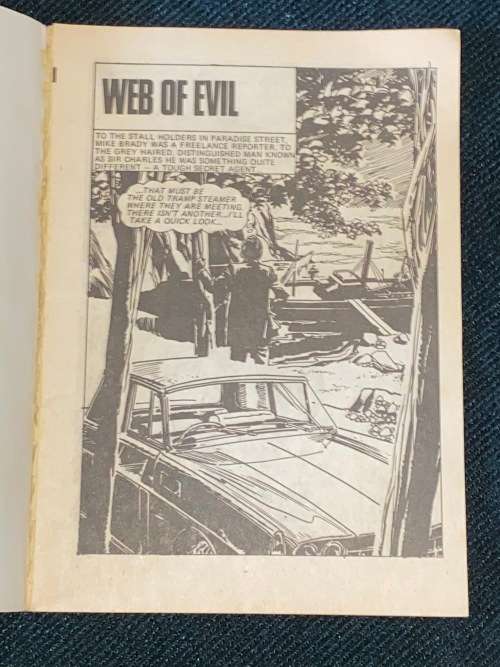 WEB OF EVIL
TO THE STALL HOLDERS IN PARADISE STREET,
MIKE BRADY WAS A FREELANCE REPORTER. TO
THE GREY HAIRED, DISTINGUISHED MAN KNOWN
AS SIR CHARLES HE WAS SOMETHING QUITE
DIFFERENT — A TOUGH SECRET AGENT
...THAT MUST BE
THE OLD TRAMP STEAMER
WHERE THEY ARE MEETING.
THERE ISN'T ANOTHER...I'LL
TAKE A QUICK LOOK...